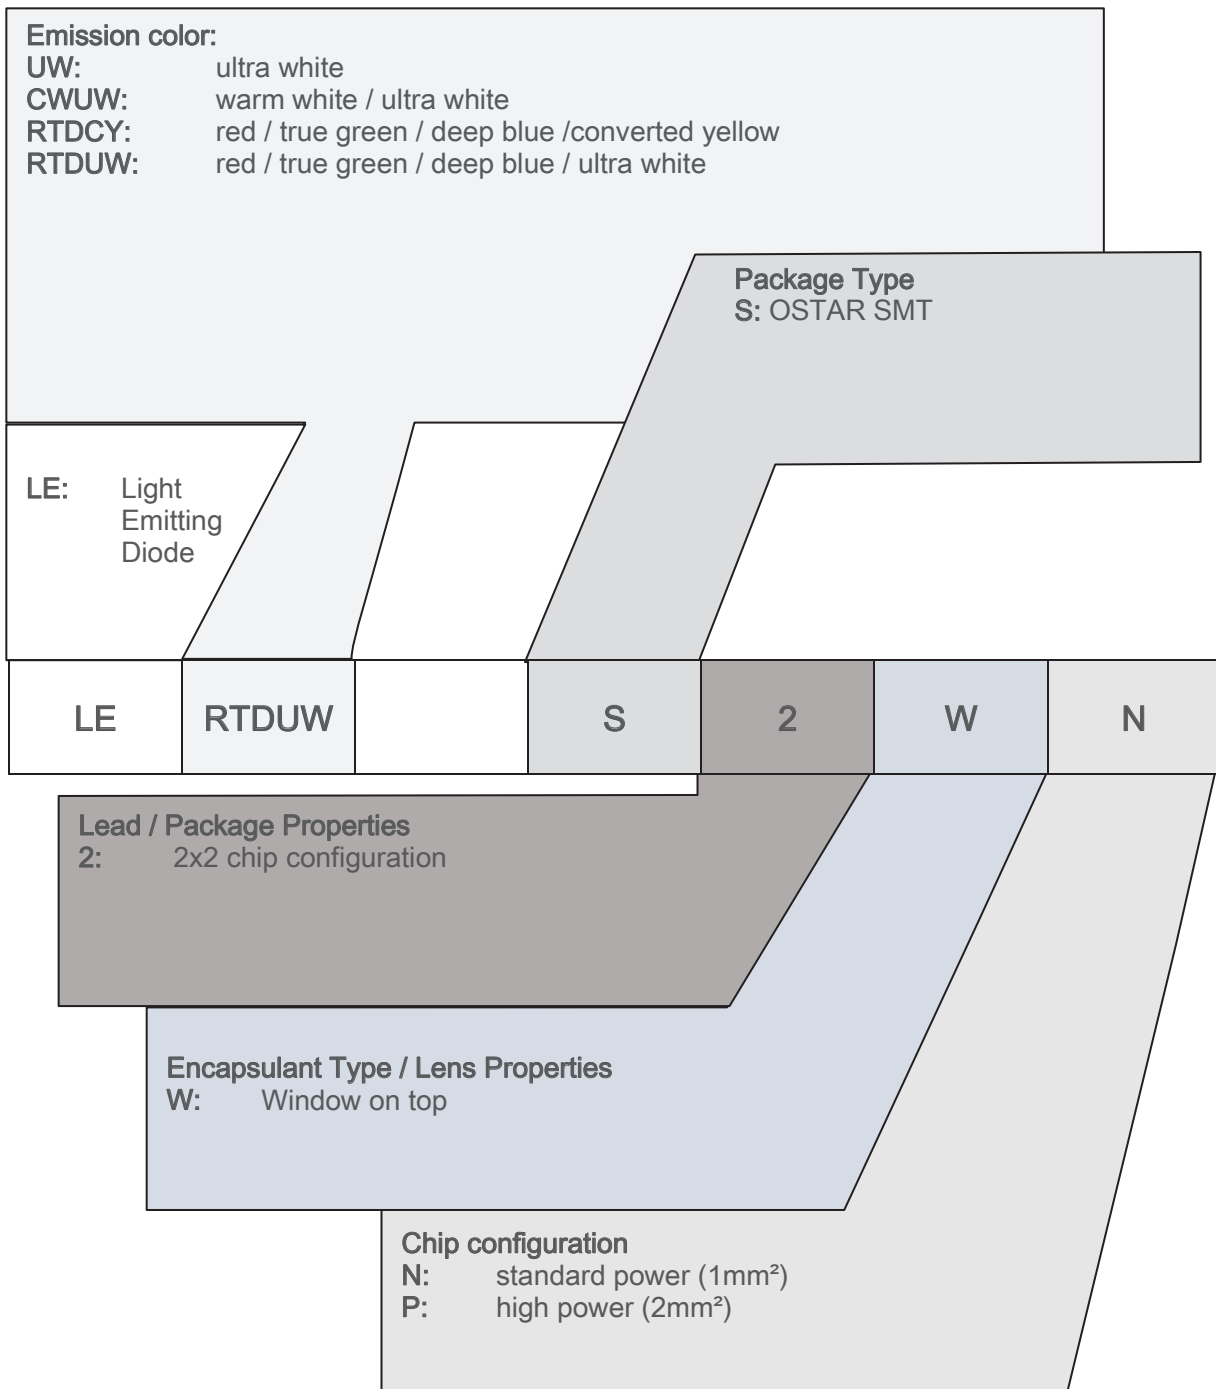 Emission color:
UW: ultra white
CWUW: warm white / ultra white
RTDCY: red / true green / deep blue /converted yellow
RTDUW: red / true green / deep blue / ultra white
Package Type
S: OSTAR SMT
LE: Light
Emitting
Diode
LE RTDUW S 2 W N
Lead / Package Properties
2: 2x2 chip configuration
Encapsulant Type / Lens Properties
W: Window on top
Chip configuration
N: standard power (1mm²)
P: high power (2mm²)